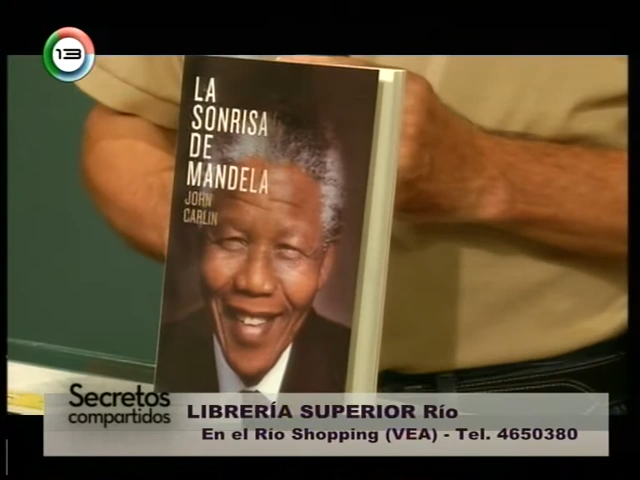 13
LA
SONRISA
DE
MANDELA
JOHN
CARLIN
Secretos
compartidos
LIBRERÍA SUPERIOR Río
En el Río Shopping (VEA) - Tel. 4650380